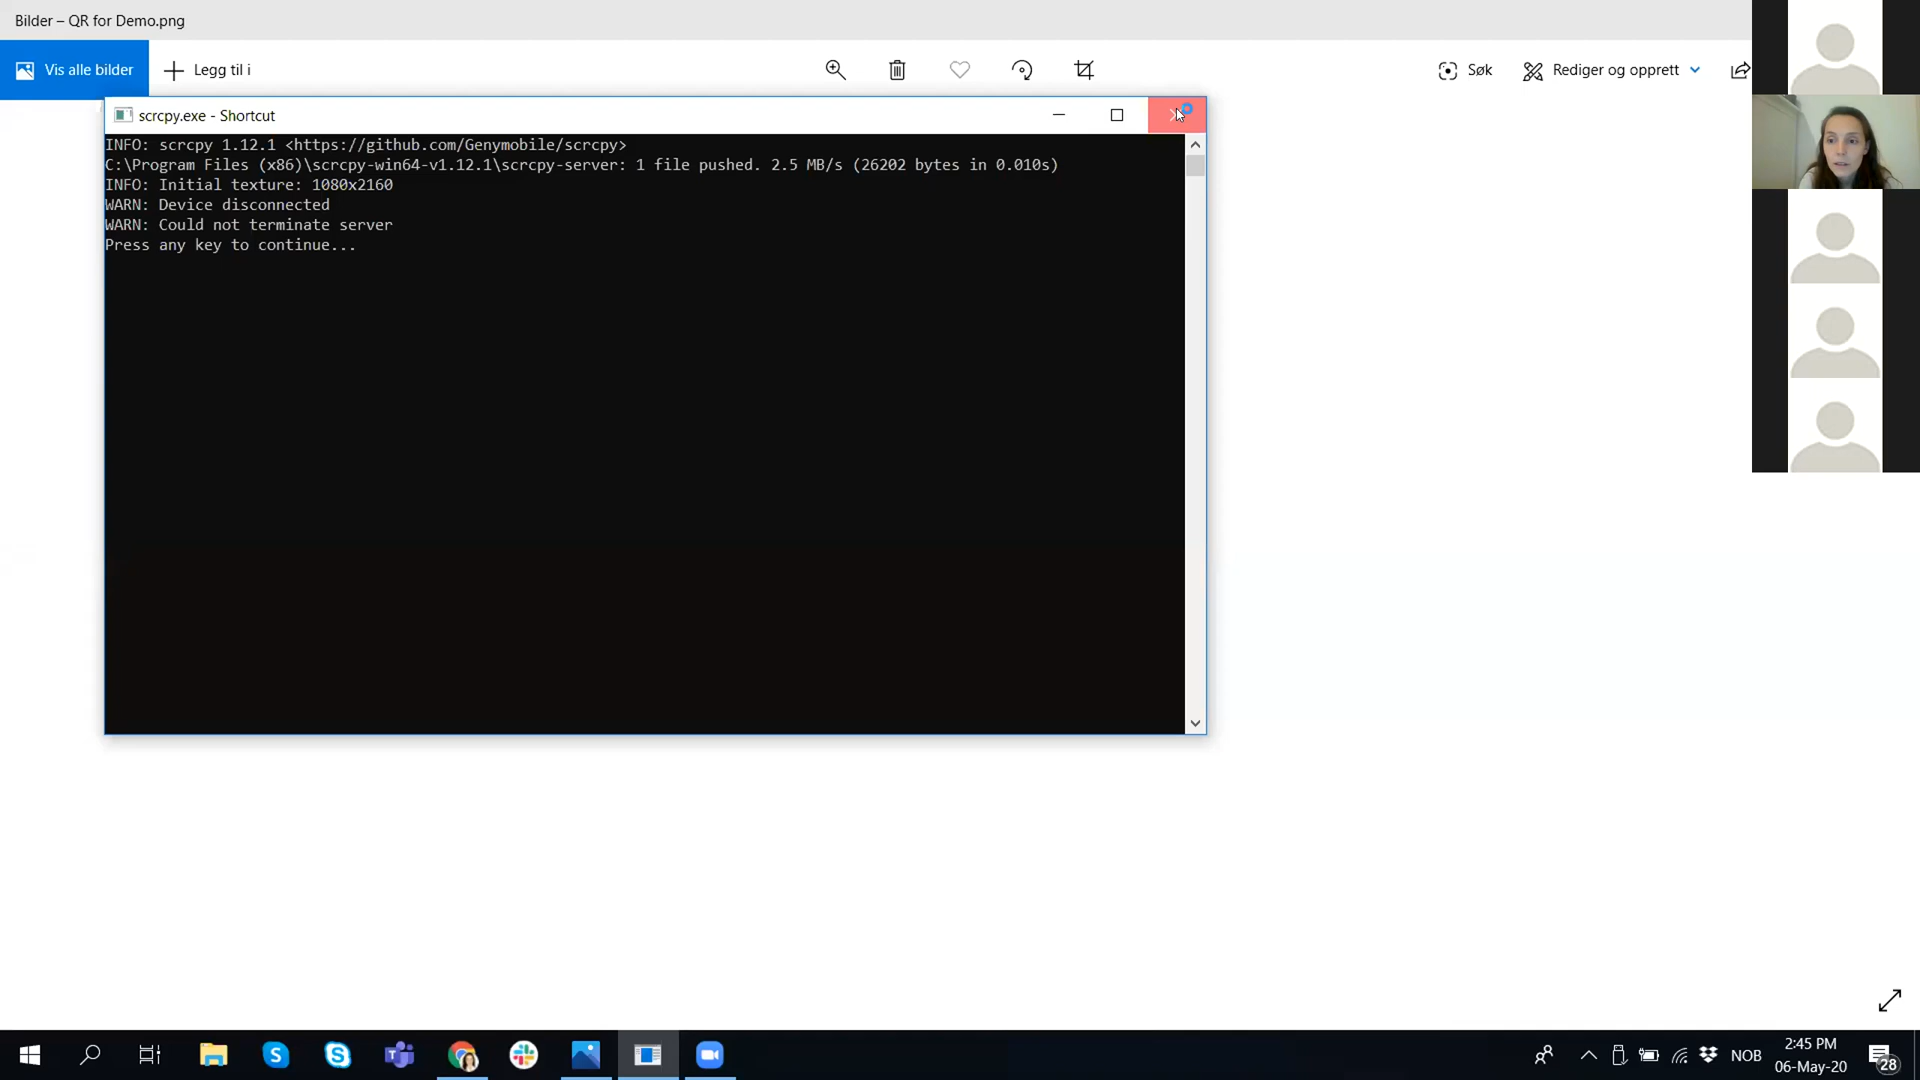 Bilder – QR for Demo.png
Vis alle bilder
Legg til i
Søk
Rediger og opprett
scrcpy.exe - Shortcut
INFO: scrcpy 1.12.1 <https://github.com/Genymobile/scrcpy>
C:\Program Files (x86)\scrcpy-win64-v1.12.1\scrcpy-server: 1 file pushed. 2.5 MB/s (26202 bytes in 0.010s)
INFO: Initial texture: 1080x2160
WARN: Device disconnected
WARN: Could not terminate server
Press any key to continue...
NOB
2:45 PM
06-May-20
28